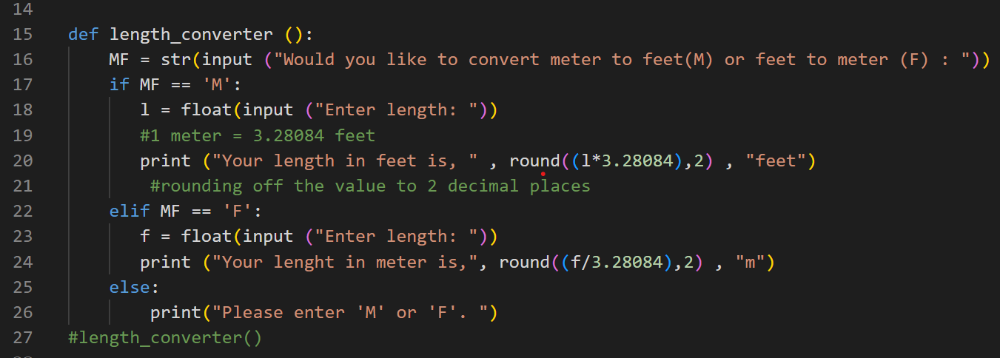 14
15 def length_converter ():
16 MF = str(input ("Would you like to convert meter to feet(M) or feet to meter (F) : "))
17 if MF == 'M':
18 l = float(input ("Enter length: "))
19 #1 meter = 3.28084 feet
20 print ("Your length in feet is, " , round((l*3.28084),2) , "feet")
21 #rounding off the value to 2 decimal places
22 elif MF == 'F':
23 f = float(input ("Enter length: "))
24 print ("Your lenght in meter is,", round((f/3.28084),2) , "m")
25 else:
26 print("Please enter 'M' or 'F'. ")
27 #length_converter()